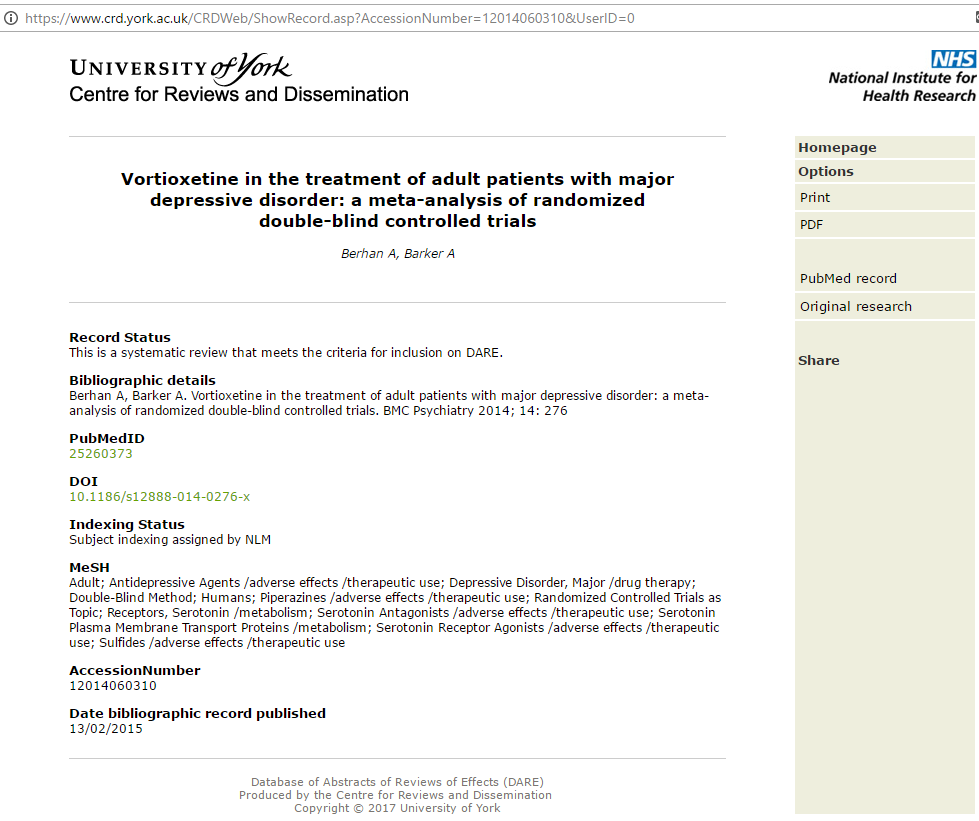 https://www.crd.york.ac.uk/CRDWeb/ShowRecord.asp?AccessionNumber=12014060310&UserID=0
UNIVERSITY of York
Centre for Reviews and Dissemination
NHS
National Institute for
Health Research
Homepage
Options
Print
PDF
PubMed record
Original research
Share
Vortioxetine in the treatment of adult patients with major
depressive disorder: a meta-analysis of randomized
double-blind controlled trials
Berhan A, Barker A
Record Status
This is a systematic review that meets the criteria for inclusion on DARE.
Bibliographic details
Berhan A, Barker A. Vortioxetine in the treatment of adult patients with major depressive disorder: a meta-
analysis of randomized double-blind controlled trials. BMC Psychiatry 2014; 14: 276
PubMedID
25260373
DOI
10.1186/s12888-014-0276-x
Indexing Status
Subject indexing assigned by NLM
MeSH
Adult; Antidepressive Agents /adverse effects /therapeutic use; Depressive Disorder, Major /drug therapy;
Double-Blind Method; Humans; Piperazines /adverse effects /therapeutic use; Randomized Controlled Trials as
Topic; Receptors, Serotonin /metabolism; Serotonin Antagonists /adverse effects /therapeutic use; Serotonin
Plasma Membrane Transport Proteins /metabolism; Serotonin Receptor Agonists /adverse effects /therapeutic
use; Sulfides /adverse effects /therapeutic use
AccessionNumber
12014060310
Date bibliographic record published
13/02/2015
Database of Abstracts of Reviews of Effects (DARE)
Produced by the Centre for Reviews and Dissemination
Copyright © 2017 University of York